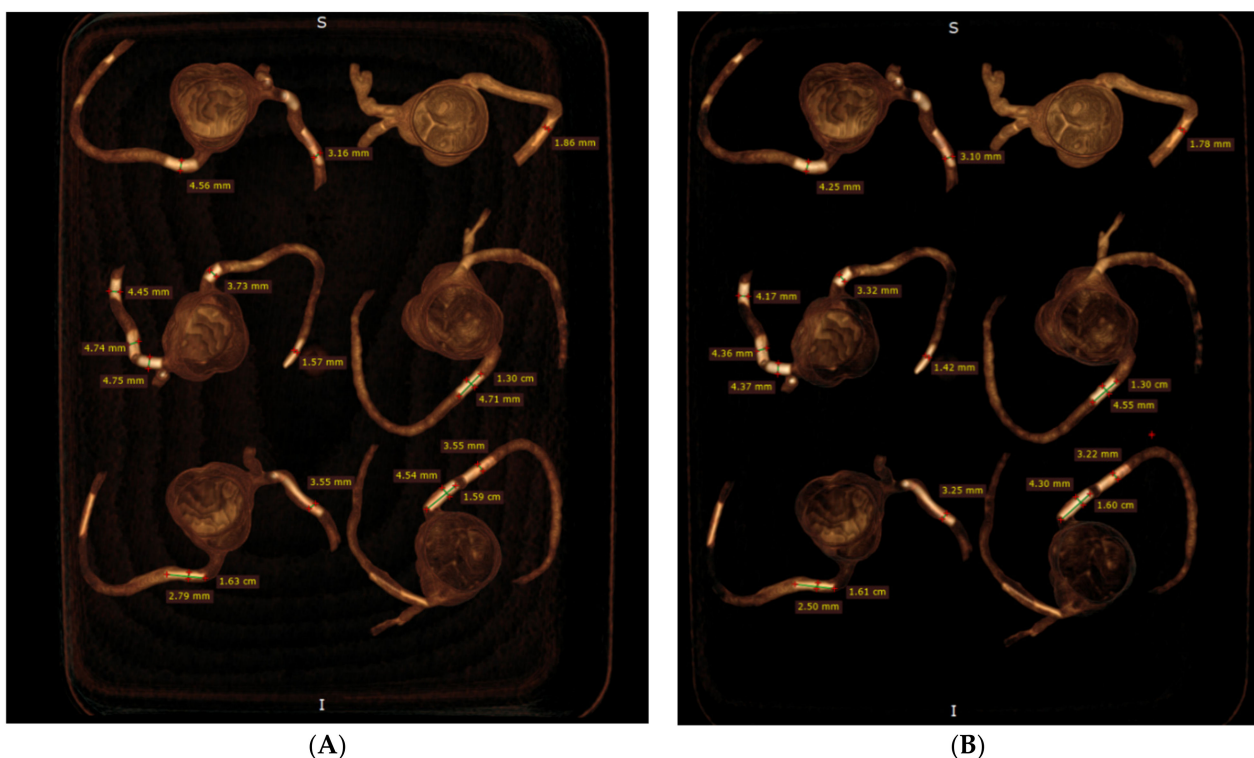 S
1.86 mm
3.16 mm
4.56 mm
4.45 mm
3.73 mm
4.74 mm
1.57 mm
4.75 mm
1.30 cm
4.71 mm
3.55 mm
4.54 mm
3.55 mm
1.59 cm
1.63 cm
2.79 mm
I
(A)
S
1.78 mm
3.10 mm
4.25 mm
4.17 mm
3.32 mm
4.36 mm
1.42 mm
4.37 mm
1.30 cm
4.55 mm
3.22 mm
4.30 mm
3.25 mm
1.60 cm
1.61 cm
2.50 mm
I
(B)